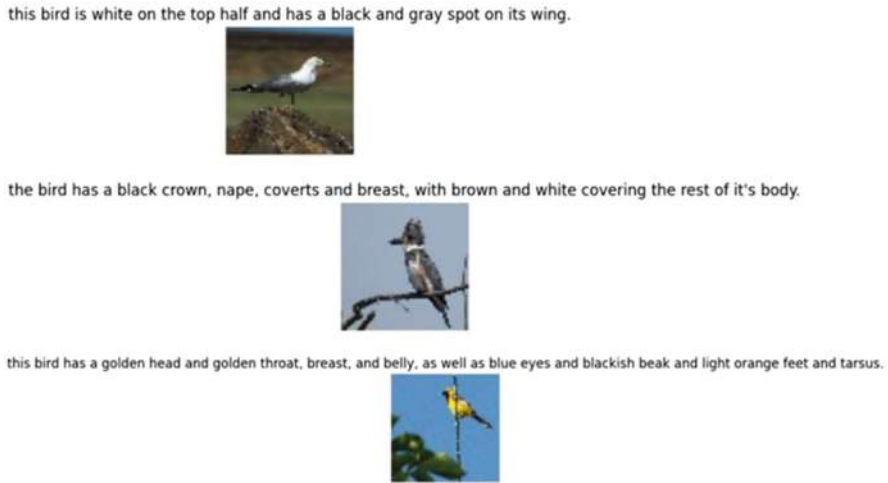 this bird is white on the top half and has a black and gray spot on its wing.
the bird has a black crown, nape, coverts and breast, with brown and white covering the rest of it's body.
this bird has a golden head and golden throat, breast, and belly, as well as blue eyes and blackish beak and light orange feet and tarsus.